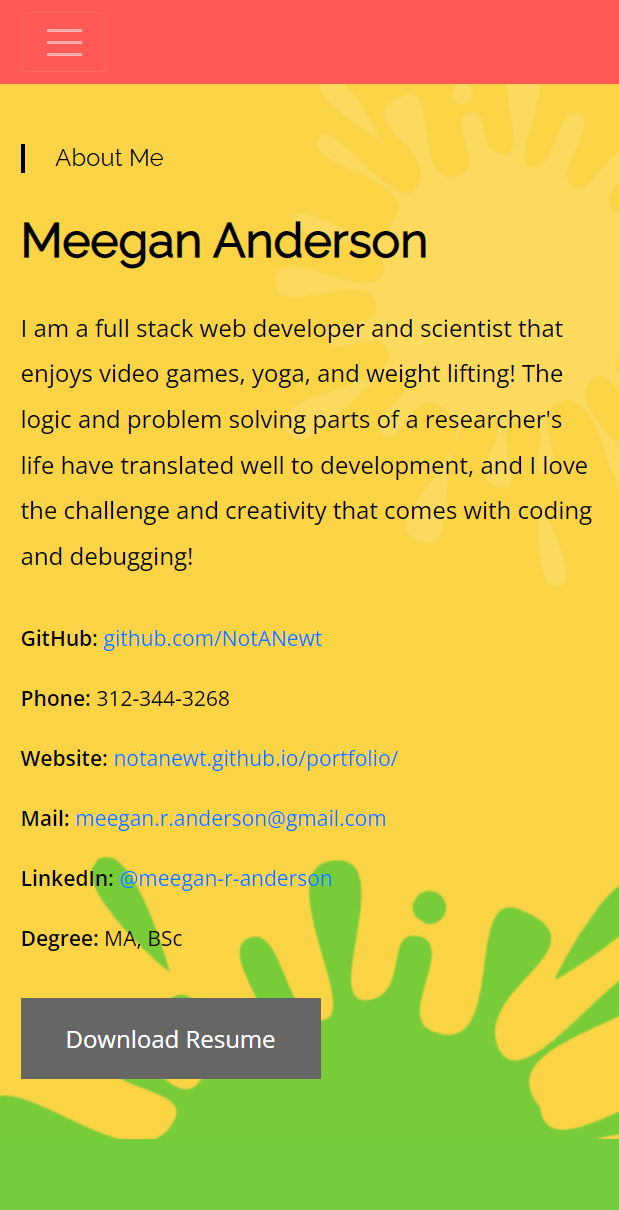 About Me
Meegan Anderson
I am a full stack web developer and scientist that
enjoys video games, yoga, and weight lifting! The
logic and problem solving parts of a researcher's
life have translated well to development, and I love
the challenge and creativity that comes with coding
and debugging!
GitHub: github.com/NotANewt
Phone: 312-344-3268
Website: notanewt.github.io/portfolio/
Mail: meegan.r.anderson@gmail.com
LinkedIn: @meegan-r-anderson
Degree: MA, BSc
Download Resume